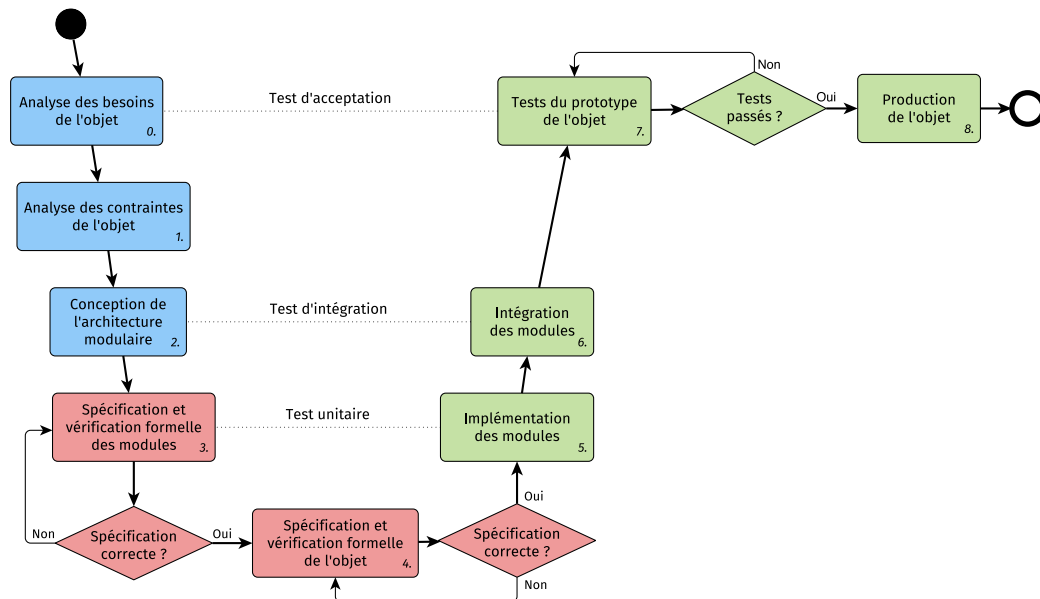 Analyse des besoins
de l'objet
0.
Test d'acceptation
Tests du prototype
de l'objet
7.
Non
Tests
passés ?
Oui
Production
de l'objet
8.
Analyse des contraintes
de l'objet
1.
Conception de
l'architecture
modulaire
2.
Test d'intégration
Intégration
des modules
6.
Spécification et
vérification formelle
des modules
3.
Test unitaire
Implémentation
des modules
5.
Non
Spécification
correcte ?
Oui
Spécification et
vérification formelle
de l'objet
4.
Oui
Spécification
correcte ?
Non